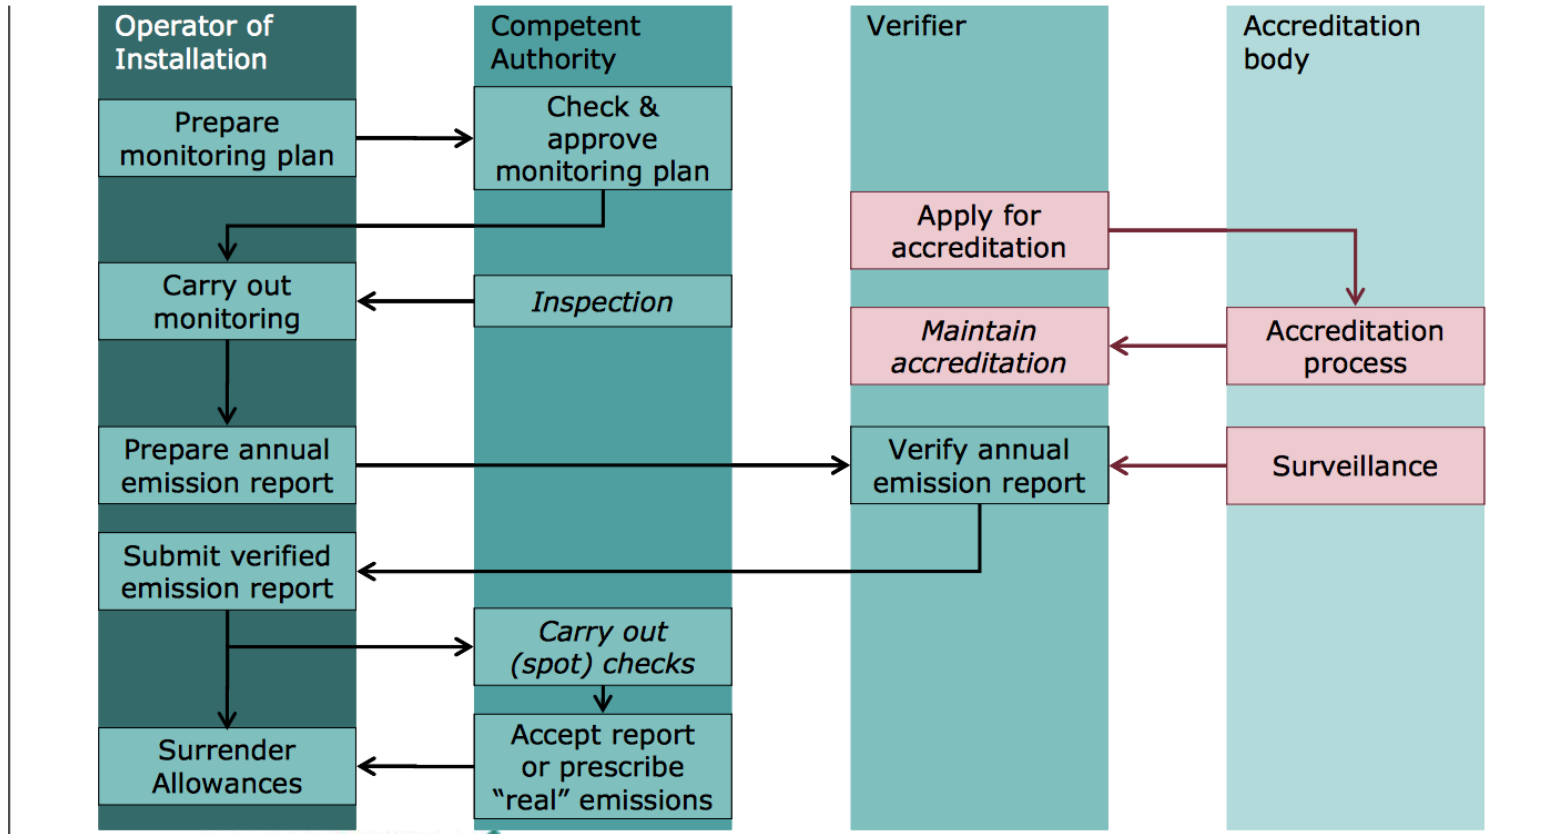 Operator of
Installation
Competent
Authority
Verifier
Accreditation
body
Prepare
monitoring plan
Check &
approve
monitoring plan
Apply for
accreditation
Carry out
monitoring
Inspection
Maintain
accreditation
Accreditation
process
Prepare annual
emission report
Verify annual
emission report
Surveillance
Submit verified
emission report
Carry out
(spot) checks
Surrender
Allowances
Accept report
or prescribe
“real” emissions